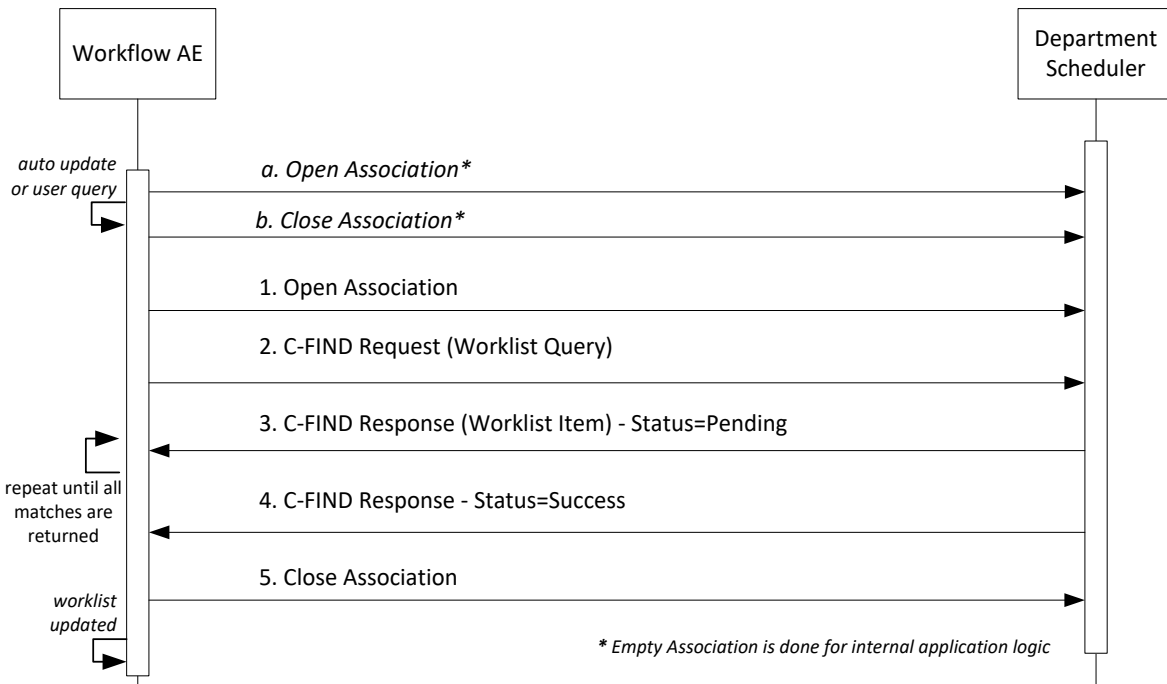 Workflow AE
Department
Scheduler
auto update
or user query
a. Open Association*
b. Close Association*
1. Open Association
2. C-FIND Request (Worklist Query)
3. C-FIND Response (Worklist Item) - Status=Pending
repeat until all
matches are
returned
4. C-FIND Response - Status=Success
5. Close Association
worklist
updated
* Empty Association is done for internal application logic